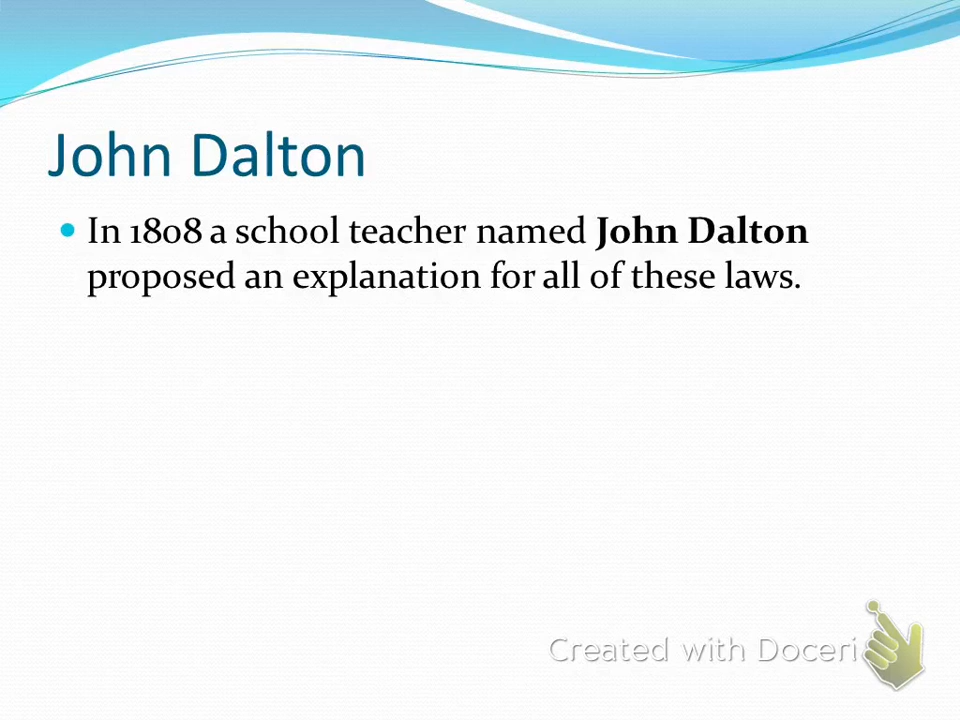 John Dalton
In 1808 a school teacher named John Dalton
proposed an explanation for all of these laws.
Created with Doceri